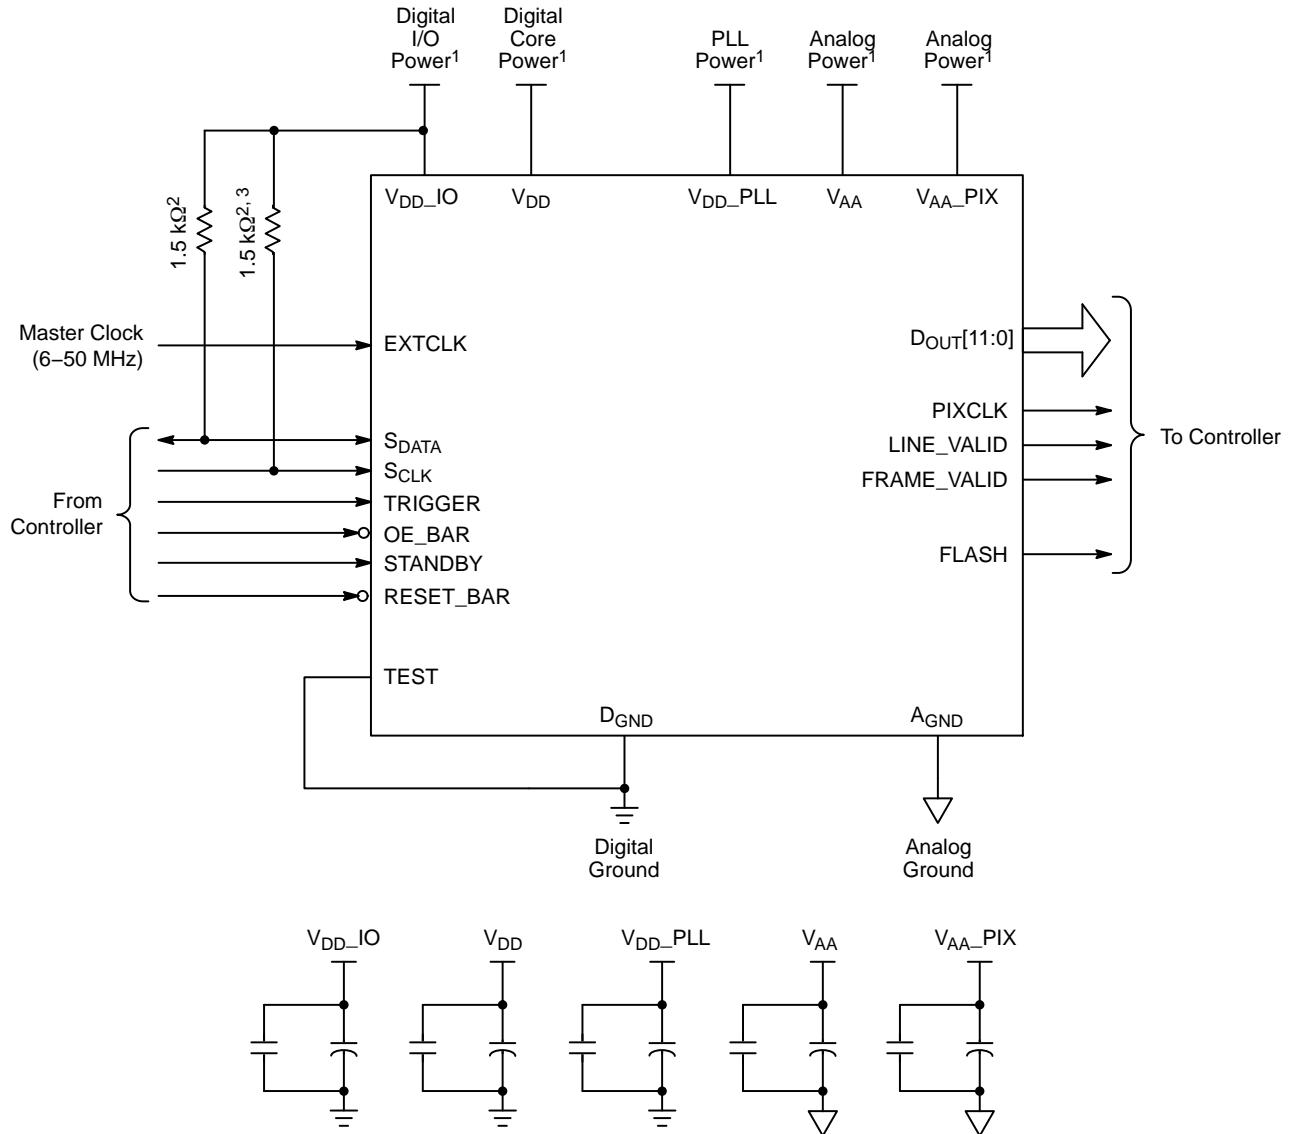 Digital
I/O
Power1
Digital
Core
Power1
PLL
Power1
Analog
Power1
Analog
Power1
1.5 kΩ2
1.5 kΩ2, 3
VDD_IO
VDD
VDD_PLL
VAA
VAA_PIX
Master Clock
(6–50 MHz)
EXTCLK
DOUT[11:0]
PIXCLK
LINE_VALID
FRAME_VALID
FLASH
To Controller
From
Controller
SDATA
SCLK
TRIGGER
OE_BAR
STANDBY
RESET_BAR
TEST
DGND
AGND
Digital
Ground
Analog
Ground
VDD_IO
VDD
VDD_PLL
VAA
VAA_PIX